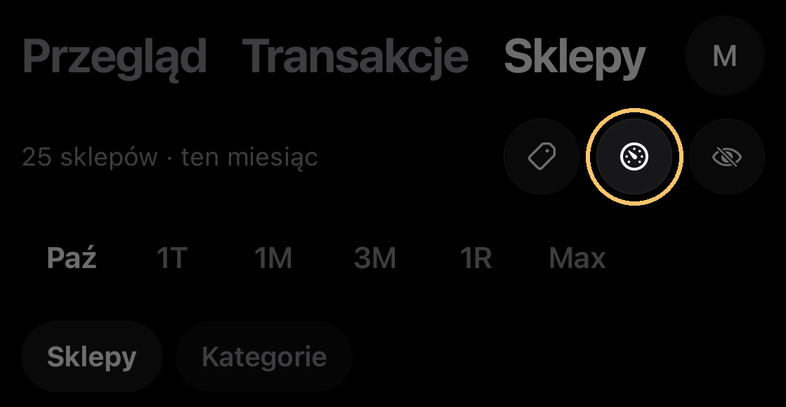 Przegląd Transakcje Sklepy M
25 sklepów · ten miesiąc
Paź 1T 1M 3M 1R Max
Sklepy Kategorie